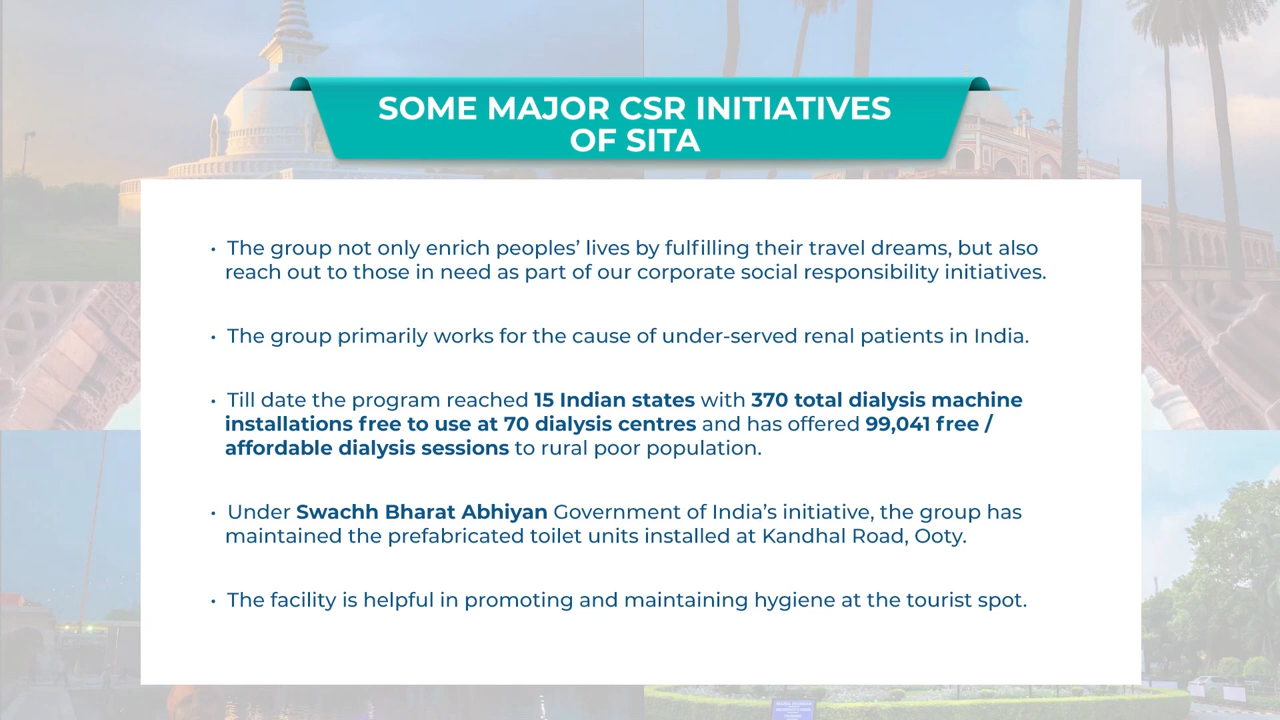 SOME MAJOR CSR INITIATIVES
OF SITA
• The group not only enrich peoples’ lives by fulfilling their travel dreams, but also
reach out to those in need as part of our corporate social responsibility initiatives.
• The group primarily works for the cause of under-served renal patients in India.
• Till date the program reached 15 Indian states with 370 total dialysis machine
installations free to use at 70 dialysis centres and has offered 99,041 free /
affordable dialysis sessions to rural poor population.
• Under Swachh Bharat Abhiyan Government of India’s initiative, the group has
maintained the prefabricated toilet units installed at Kandhal Road, Ooty.
• The facility is helpful in promoting and maintaining hygiene at the tourist spot.